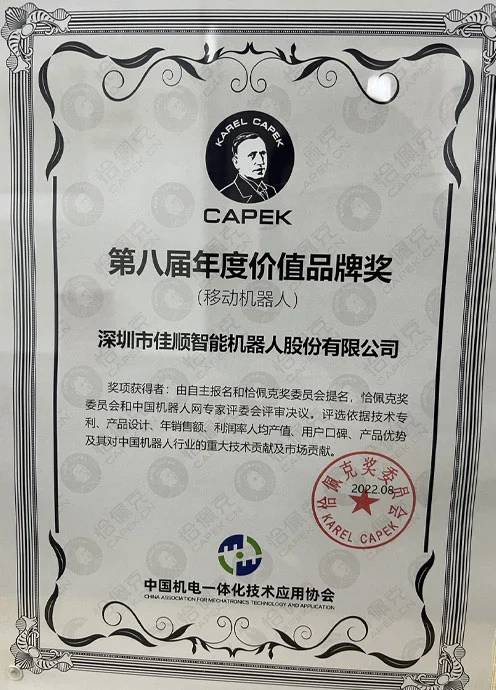 KAREL CAPEK
CAPEK
第八届年度价值品牌奖
（移动机器人）
深圳市佳顺智能机器人股份有限公司
奖项获得者：由自主报名和恰佩克奖委员会提名，恰佩克奖
委员会和中国机器人网专家评委会评审决议。评选依据技术专
利、产品设计、年销售额、利润率人均产值、用户口碑、产品优势
及其对中国机器人行业的重大技术贡献及市场贡献。
恰佩克奖委员会
2022.08
KAREL CAPEK
中国机电一体化技术应用协会
CHINA ASSOCIATION FOR MECHATRONICS TECHNOLOGY AND APPLICATION
恰佩克
CAPEK.CN